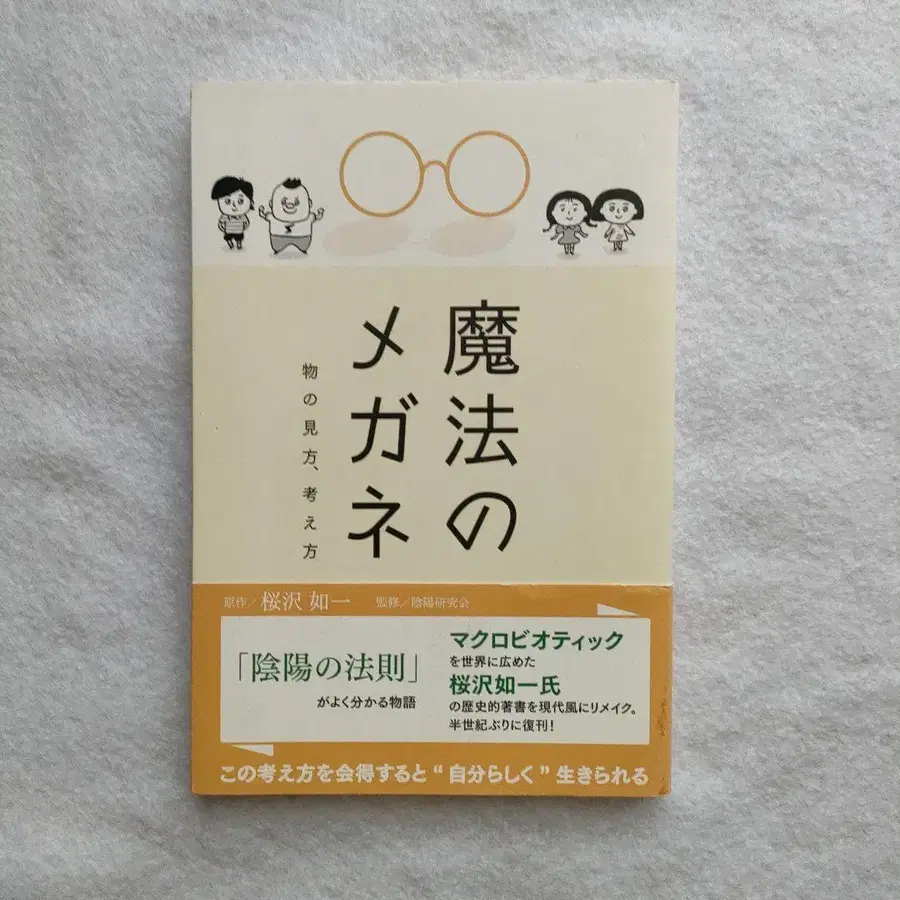 魔法の
メガネ
物の見方、考え方
原作／桜沢 如一 監修／陰陽研究会
「陰陽の法則」
がよく分かる物語
マクロビオティック
を世界に広めた
桜沢如一氏
の歴史的著書を現代風にリメイク。
半世紀ぶりに復刊！
この考え方を会得すると“自分らしく”生きられる